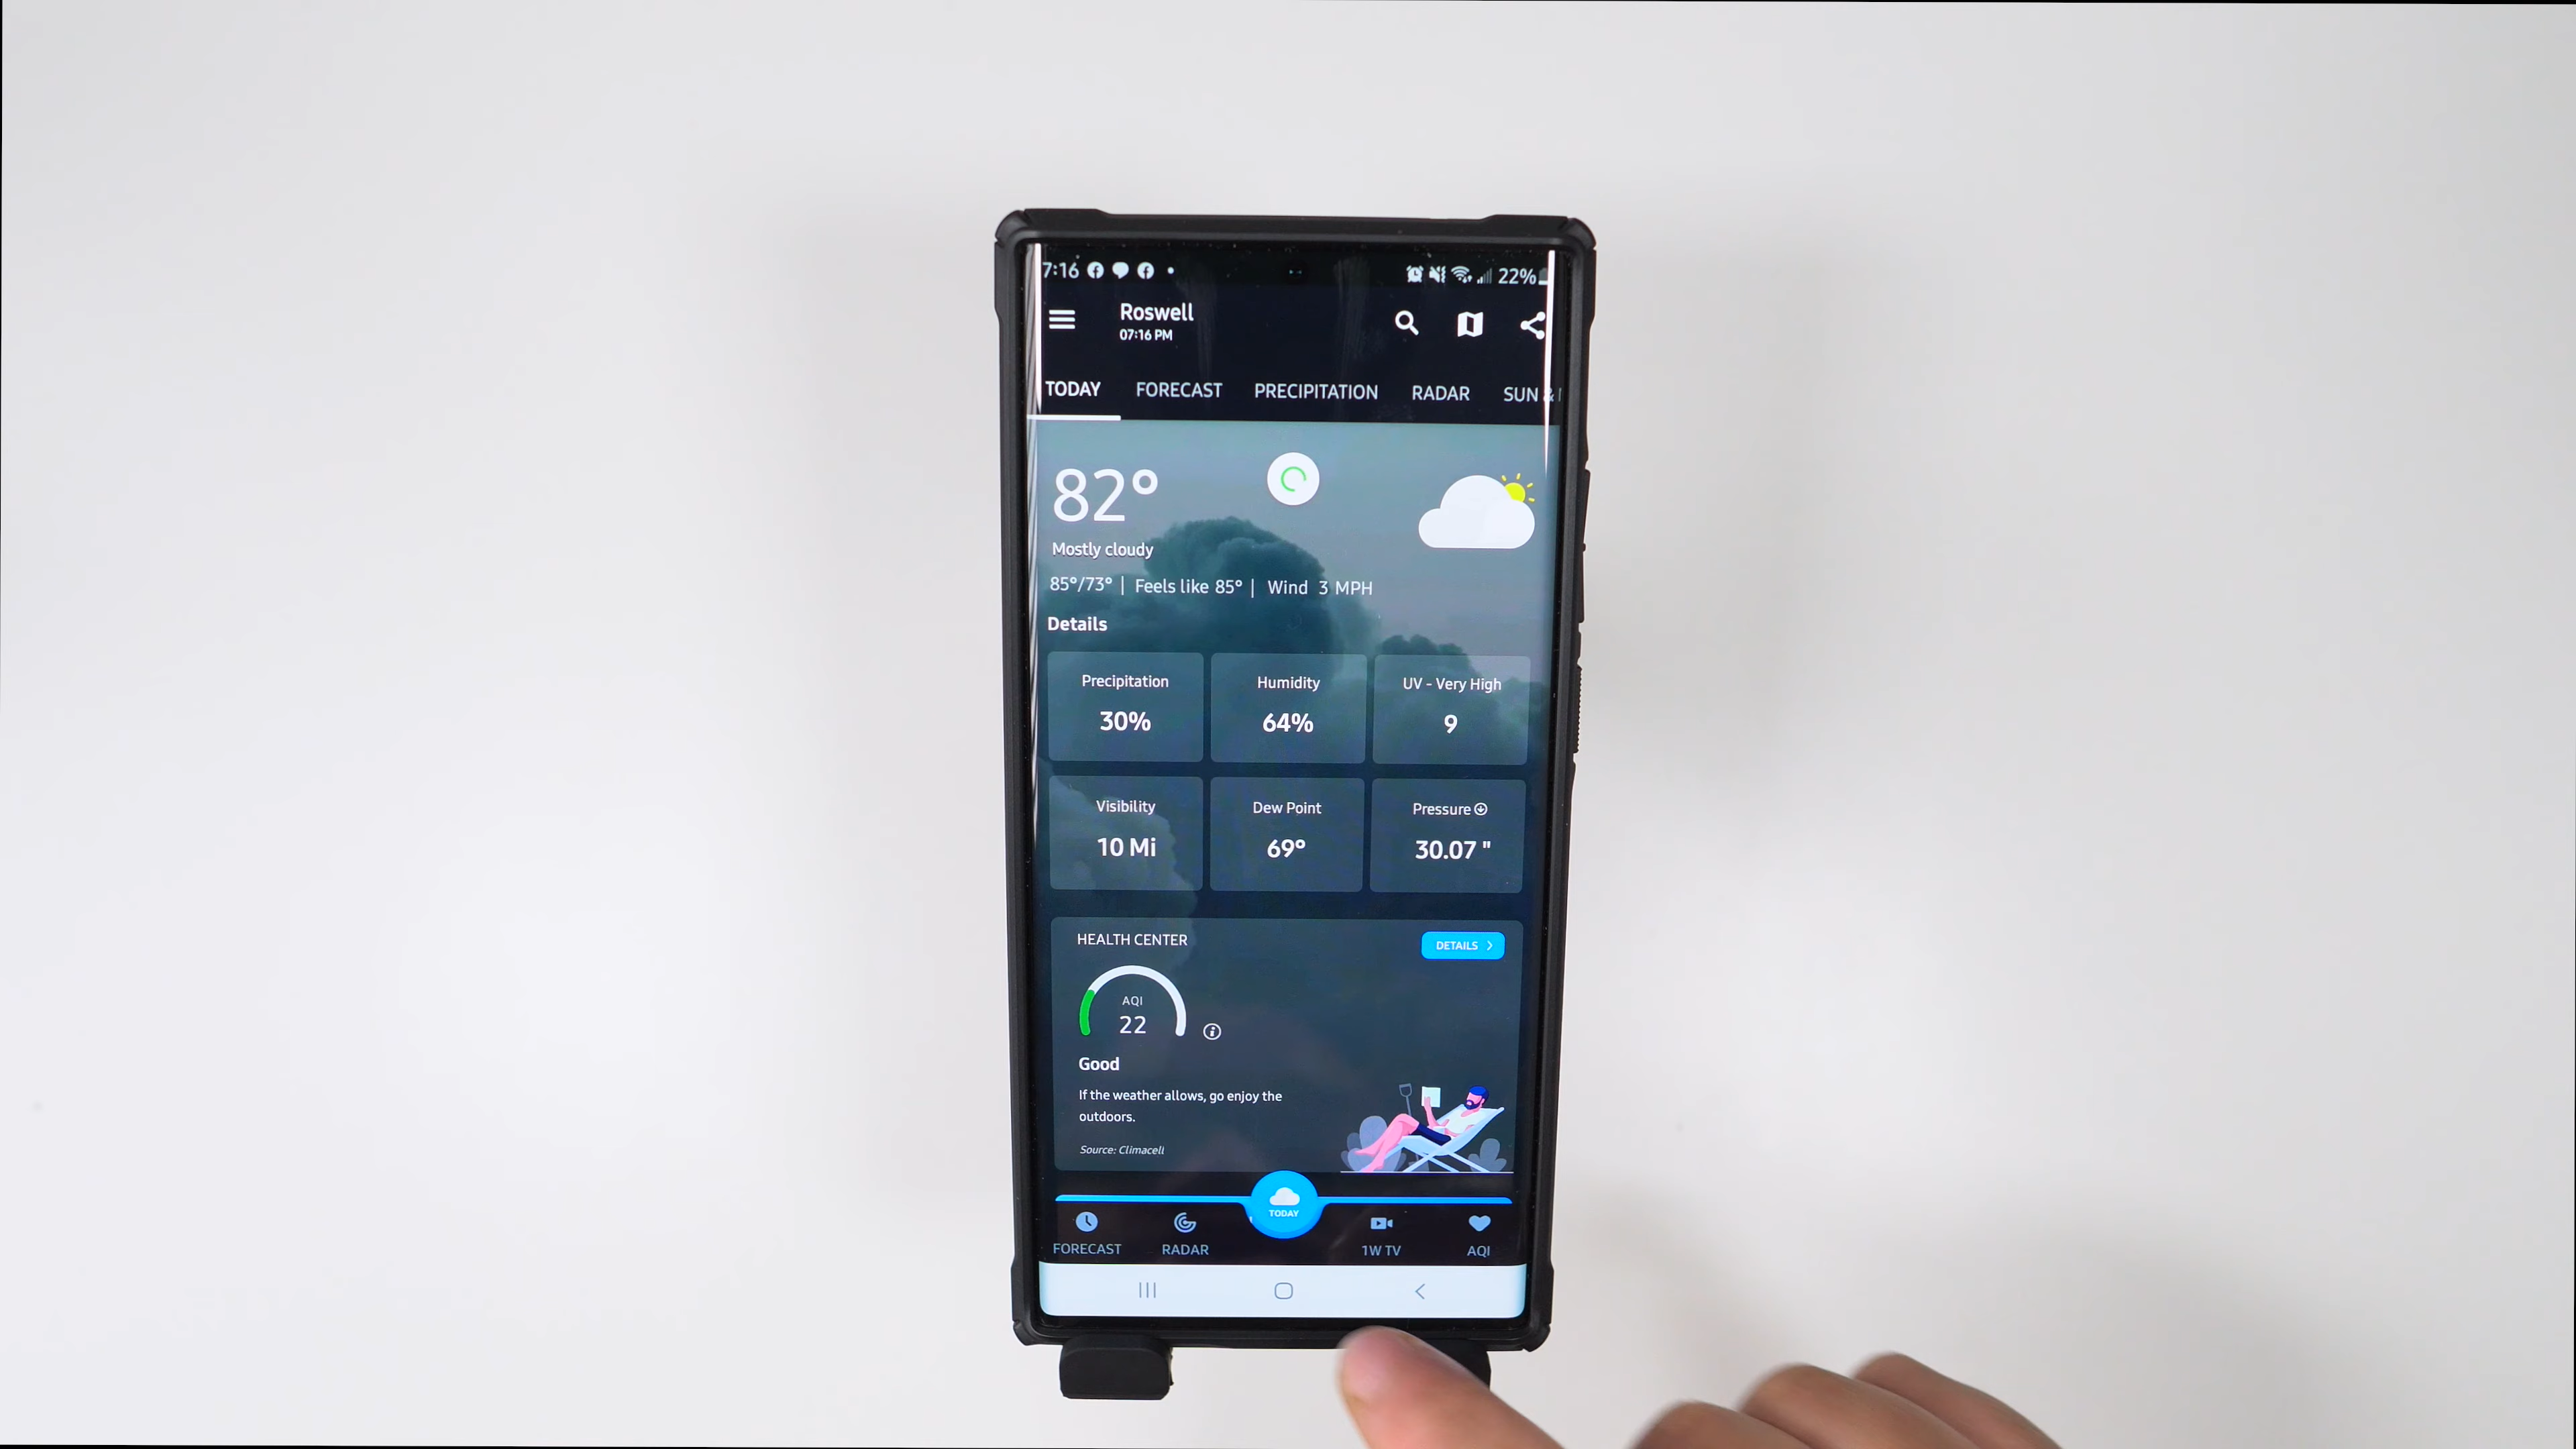 7:16
22%
Roswell
07:16 PM
TODAY FORECAST PRECIPITATION RADAR SUN &
82°
Mostly cloudy
85°/73° | Feels like 85° | Wind 3 MPH
Details
Precipitation Humidity UV - Very High
30% 64% 9
Visibility Dew Point Pressure
10 Mi 69° 30.07 "
HEALTH CENTER
DETAILS
AQI
22
Good
If the weather allows, go enjoy the
outdoors.
Source: Climacell
TODAY
FORECAST RADAR 1W TV AQI